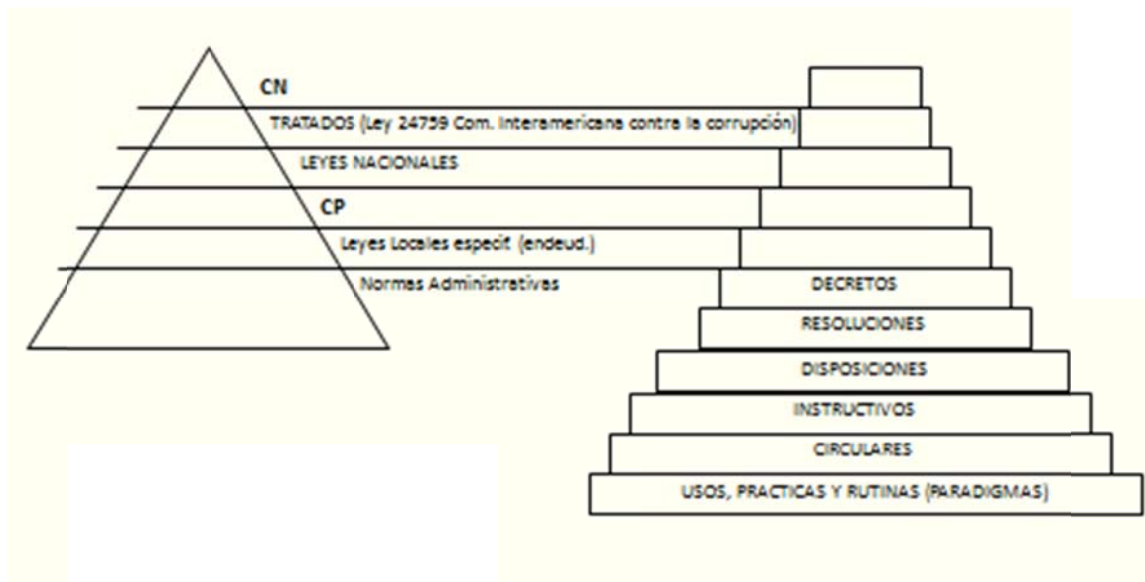 CN
TRATADOS (Ley 24759 Com. Interamericana contra la corrupción)
LEYES NACIONALES
CP
Leyes Locales especif. (endeud.)
Normas Administrativas
DECRETOS
RESOLUCIONES
DISPOSICIONES
INSTRUCTIVOS
CIRCULARES
USOS, PRACTICAS Y RUTINAS (PARADIGMAS)